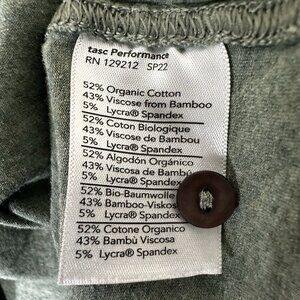 tasc Performance
RN 129212 SP22
52% Organic Cotton
43% Viscose from Bamboo
5% Lycra® Spandex
52% Coton Biologique
43% Viscose de Bambou
5% Lycra® Spandex
52% Algodón Orgánico
43% Viscosa de Bambú
5% Lycra® Spandex
52% Bio-Baumwolle
43% Bamboo-Viskos
5% Lycra® Spandex
52% Cotone Organico
43% Bambù Viscosa
5% Lycra® Spandex